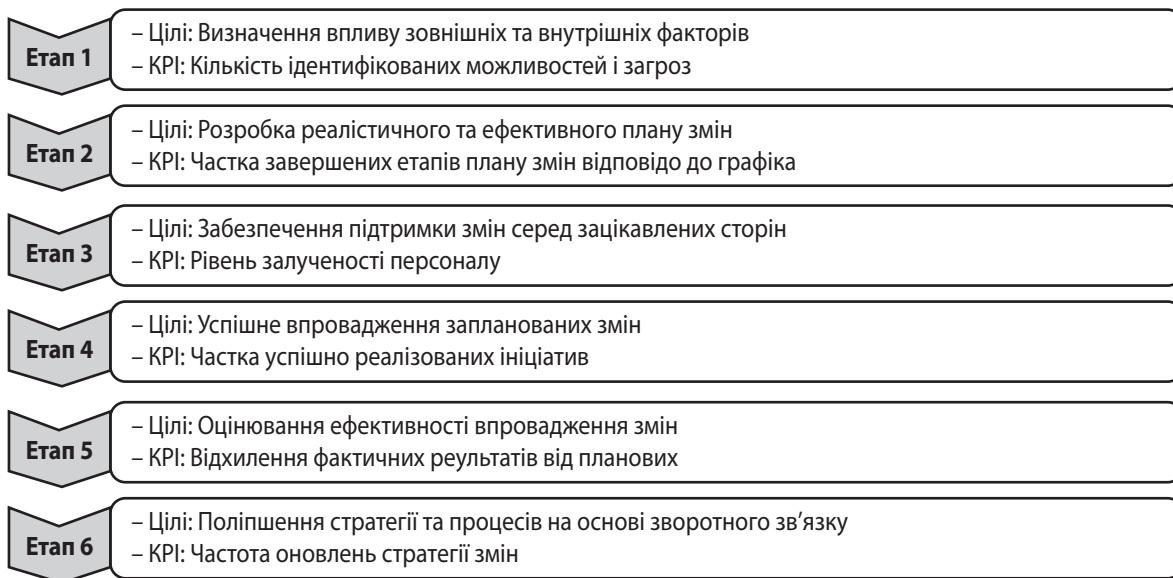 Етап 1
– Цілі: Визначення впливу зовнішніх та внутрішніх факторів
– KPI: Кількість ідентифікованих можливостей і загроз
Етап 2
– Цілі: Розробка реалістичного та ефективного плану змін
– KPI: Частка завершених етапів плану змін відповідо до графіка
Етап 3
– Цілі: Забезпечення підтримки змін серед зацікавлених сторін
– KPI: Рівень залученості персоналу
Етап 4
– Цілі: Успішне впровадження запланованих змін
– KPI: Частка успішно реалізованих ініціатив
Етап 5
– Цілі: Оцінювання ефективності впровадження змін
– KPI: Відхилення фактичних реультатів від планових
Етап 6
– Цілі: Поліпшення стратегії та процесів на основі зворотного зв’язку
– KPI: Частота оновлень стратегії змін